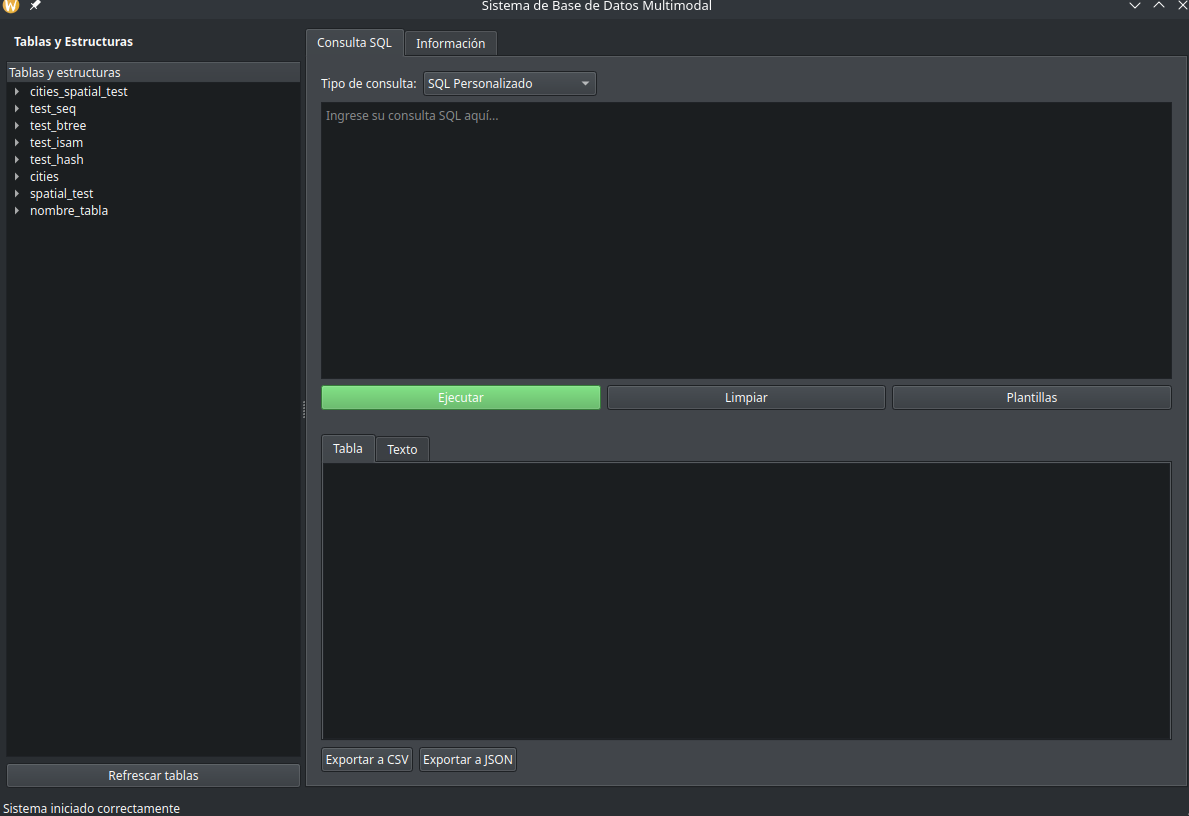 Sistema de Base de Datos Multimodal
Tablas y Estructuras
Tablas y estructuras
cities_spatial_test
test_seq
test_btree
test_isam
test_hash
cities
spatial_test
nombre_tabla
Refrescar tablas
Consulta SQL Información
Tipo de consulta: SQL Personalizado
Ingrese su consulta SQL aquí...
Ejecutar Limpiar Plantillas
Tabla Texto
Exportar a CSV Exportar a JSON
Sistema iniciado correctamente